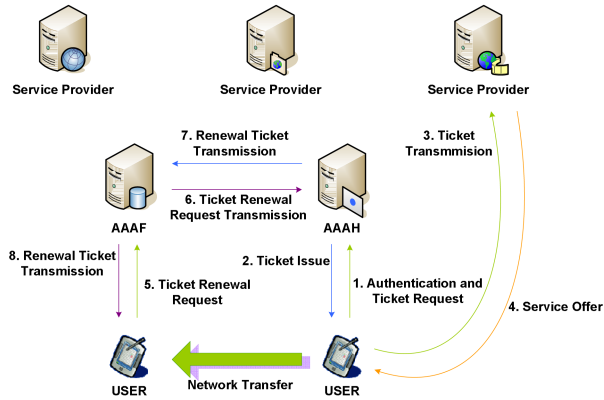 Service Provider
Service Provider
Service Provider
7. Renewal Ticket
Transmission
3. Ticket
Transmmision
6. Ticket Renewal
Request Transmission
AAAF
AAAH
8. Renewal Ticket
Transmission
2. Ticket Issue
5. Ticket Renewal
Request
1. Authentication and
Ticket Request
4. Service Offer
Network Transfer
USER
USER